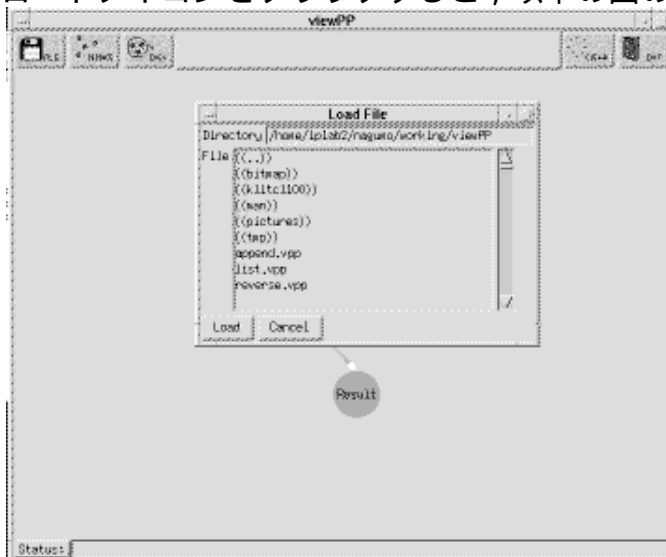 viewPP
FILE
Load File
Directory /home/iplab2/nagumo/working/viewPP
File ((..))
((bitmap))
((klitcl100))
((man))
((pictures))
((tmp))
append.vpp
list.vpp
reverse.vpp
Load Cancel
Result
Status: